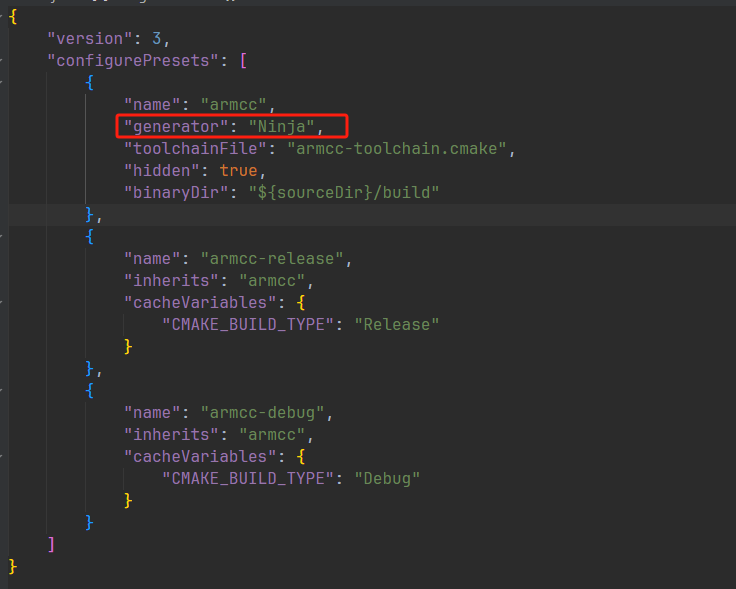 {
    "version": 3,
    "configurePresets": [
        {
            "name": "armcc",
            "generator": "Ninja",
            "toolchainFile": "armcc-toolchain.cmake",
            "hidden": true,
            "binaryDir": "${sourceDir}/build"
        },
        {
            "name": "armcc-release",
            "inherits": "armcc",
            "cacheVariables": {
                "CMAKE_BUILD_TYPE": "Release"
            }
        },
        {
            "name": "armcc-debug",
            "inherits": "armcc",
            "cacheVariables": {
                "CMAKE_BUILD_TYPE": "Debug"
            }
        }
    ]
}